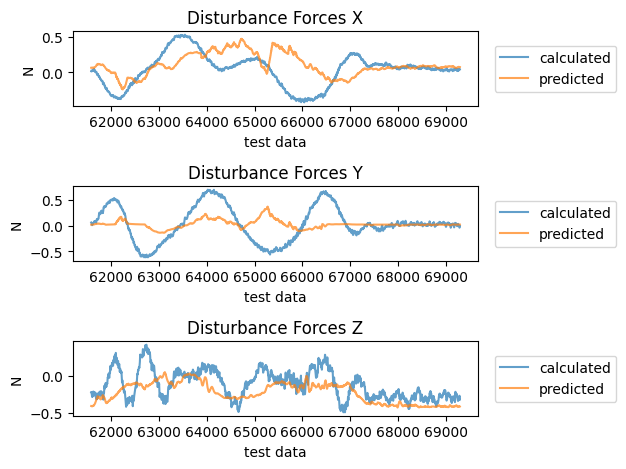 Disturbance Forces X
0.5
0.0
N
62000 63000 64000 65000 66000 67000 68000 69000
test data
calculated
predicted
Disturbance Forces Y
0.5
0.0
−0.5
N
62000 63000 64000 65000 66000 67000 68000 69000
test data
calculated
predicted
Disturbance Forces Z
0.0
−0.5
N
62000 63000 64000 65000 66000 67000 68000 69000
test data
calculated
predicted